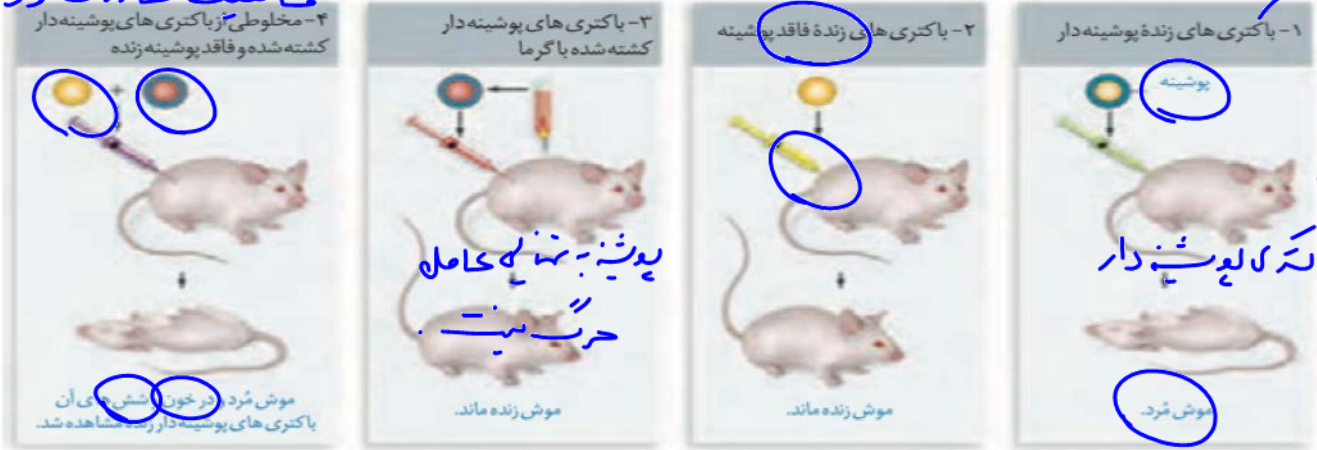 ۱- باکتری های زندهٔ پوشینه دار
پوشینه
موش مُرد.
۲- باکتری های زندهٔ فاقد پوشینه
موش زنده ماند.
۳- باکتری های پوشینه دار
کشته شده با گرما
پوشینه به تنهایی عامل
مرگ نیست.
موش زنده ماند.
۴- مخلوطی از باکتری های پوشینه دار
کشته شده و فاقد پوشینه زنده
+
موش مُرد و در خون و شش های آن
باکتری های پوشینه دار زنده مشاهده شد.